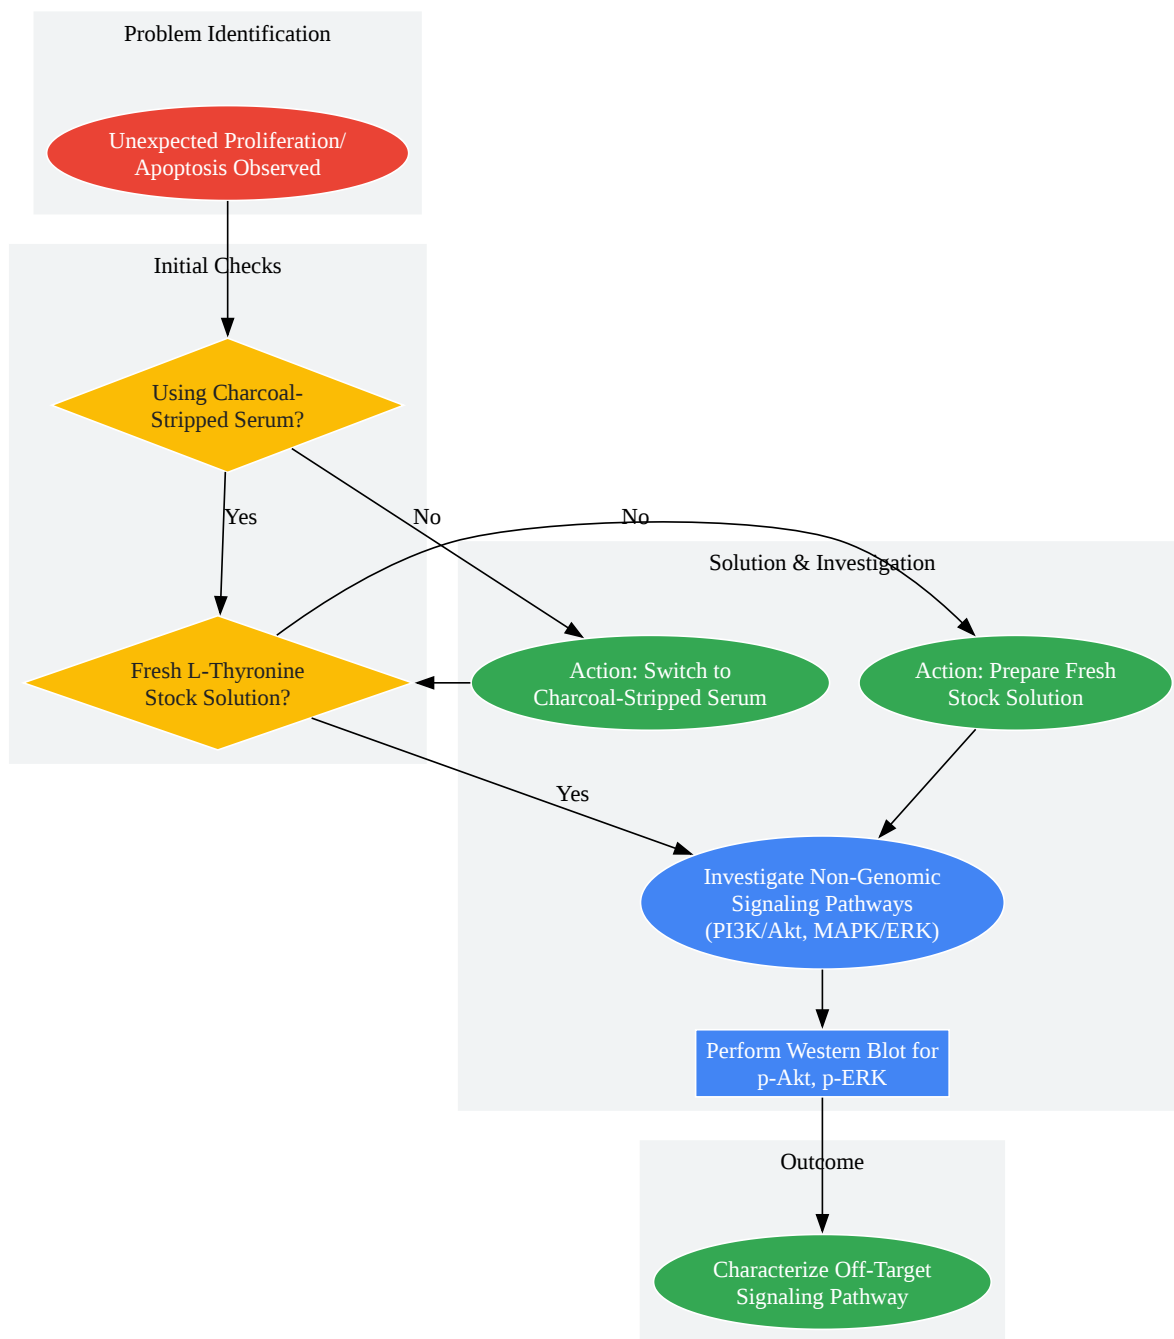 Problem Identification
Unexpected Proliferation/
Apoptosis Observed
Initial Checks
Using Charcoal-
Stripped Serum?
Yes
No
No
Solution & Investigation
Fresh L-Thyronine
Stock Solution?
Action: Switch to
Charcoal-Stripped Serum
Action: Prepare Fresh
Stock Solution
Yes
Investigate Non-Genomic
Signaling Pathways
(PI3K/Akt, MAPK/ERK)
Perform Western Blot for
p-Akt, p-ERK
Outcome
Characterize Off-Target
Signaling Pathway